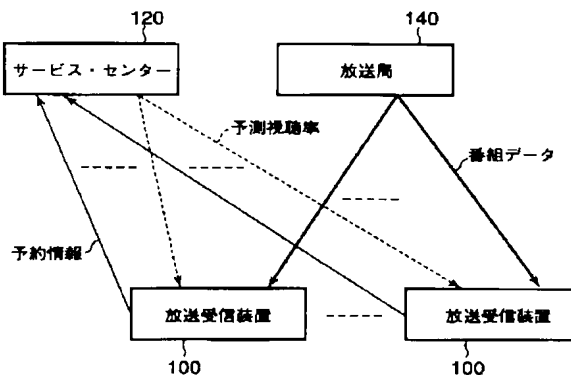 120
140
サービス・センター
放送局
予測視聴率
番組データ
予約情報
放送受信装置
放送受信装置
100
100